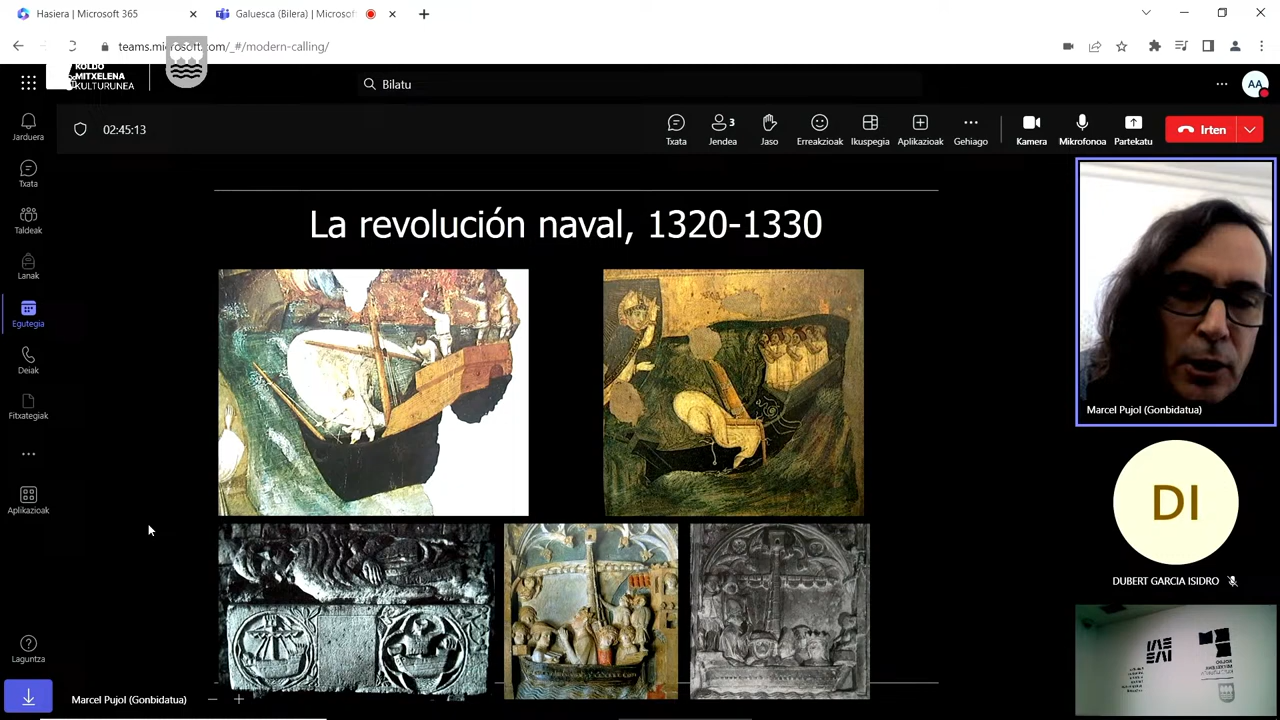 Hasiera | Microsoft 365
Galuesca (Bilera) | Microsoft
teams.microsoft.com/_#/modern-calling/
KOLDO
MITXELENA
KULTURUNEA
Bilatu
AA
02:45:13
Txata
Jendea
3
Jaso
Erreakzioak
Ikuspegia
Aplikazioak
Gehiago
Kamera
Mikrofonoa
Partekatu
Irten
Jarduera
Txata
Taldeak
Lanak
Egutegia
Deiak
Fitxategiak
Aplikazioak
Laguntza
La revolución naval, 1320-1330
Marcel Pujol (Gonbidatua)
DI
DUBERT GARCIA ISIDRO
Marcel Pujol (Gonbidatua)